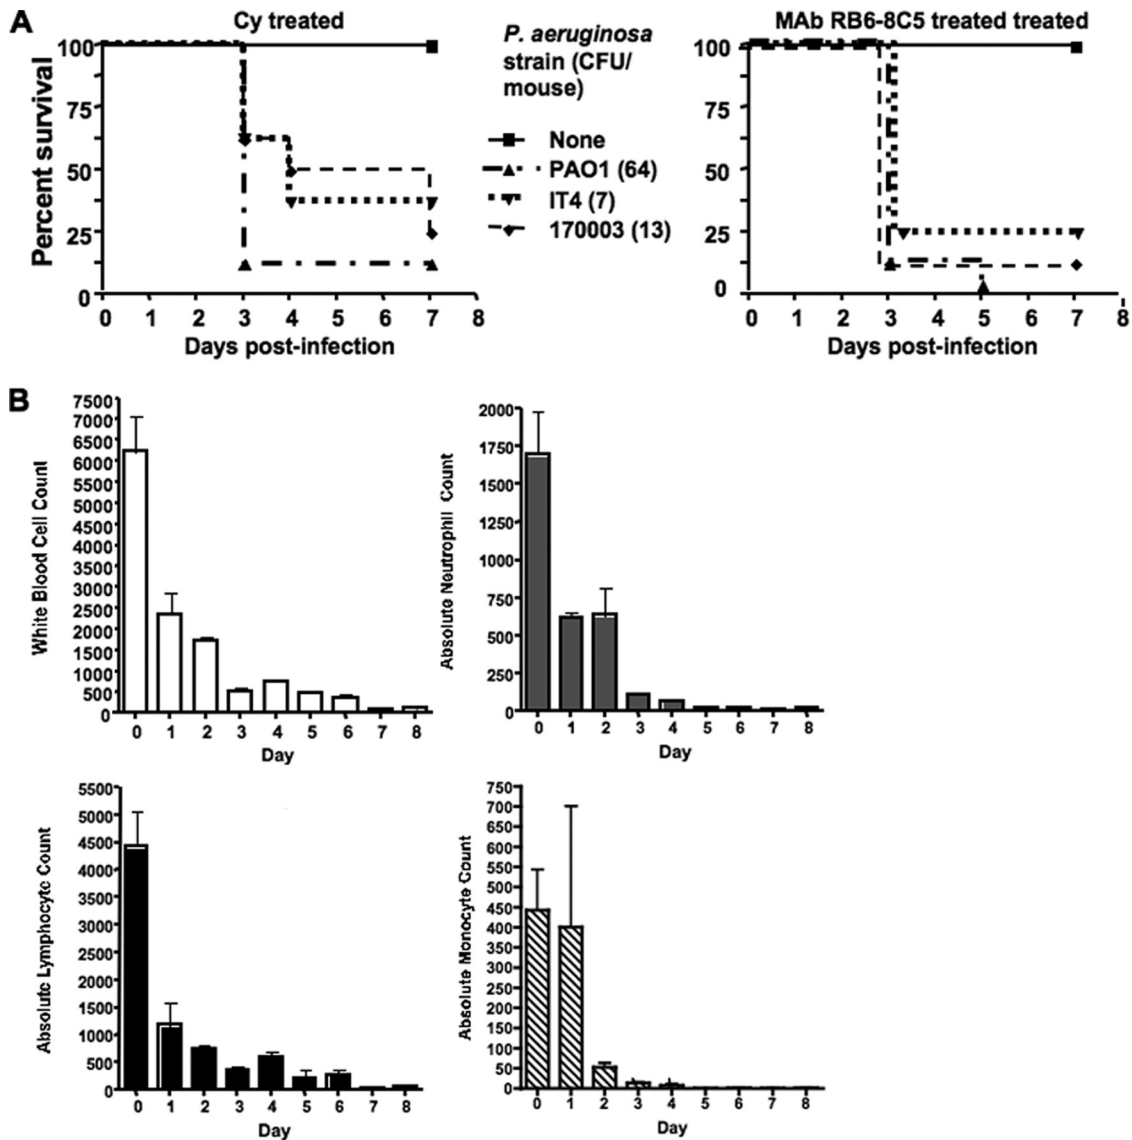 A
Cy treated
MAb RB6-8C5 treated treated
P. aeruginosa
strain (CFU/
mouse)
None
PAO1 (64)
IT4 (7)
170003 (13)
Percent survival
100
75
50
25
0
0 1 2 3 4 5 6 7 8
Days post-infection
100
75
50
25
0
0 1 2 3 4 5 6 7 8
Days post-infection
B
White Blood Cell Count
7500
7000
6500
6000
5500
5000
4500
4000
3500
3000
2500
2000
1500
1000
500
0
0 1 2 3 4 5 6 7 8
Day
Absolute Neutrophil Count
2000
1750
1500
1250
1000
750
500
250
0
0 1 2 3 4 5 6 7 8
Day
Absolute Lymphocyte Count
5500
5000
4500
4000
3500
3000
2500
2000
1500
1000
500
0
0 1 2 3 4 5 6 7 8
Day
Absolute Monocyte Count
750
700
650
600
550
500
450
400
350
300
250
200
150
100
50
0
0 1 2 3 4 5 6 7 8
Day